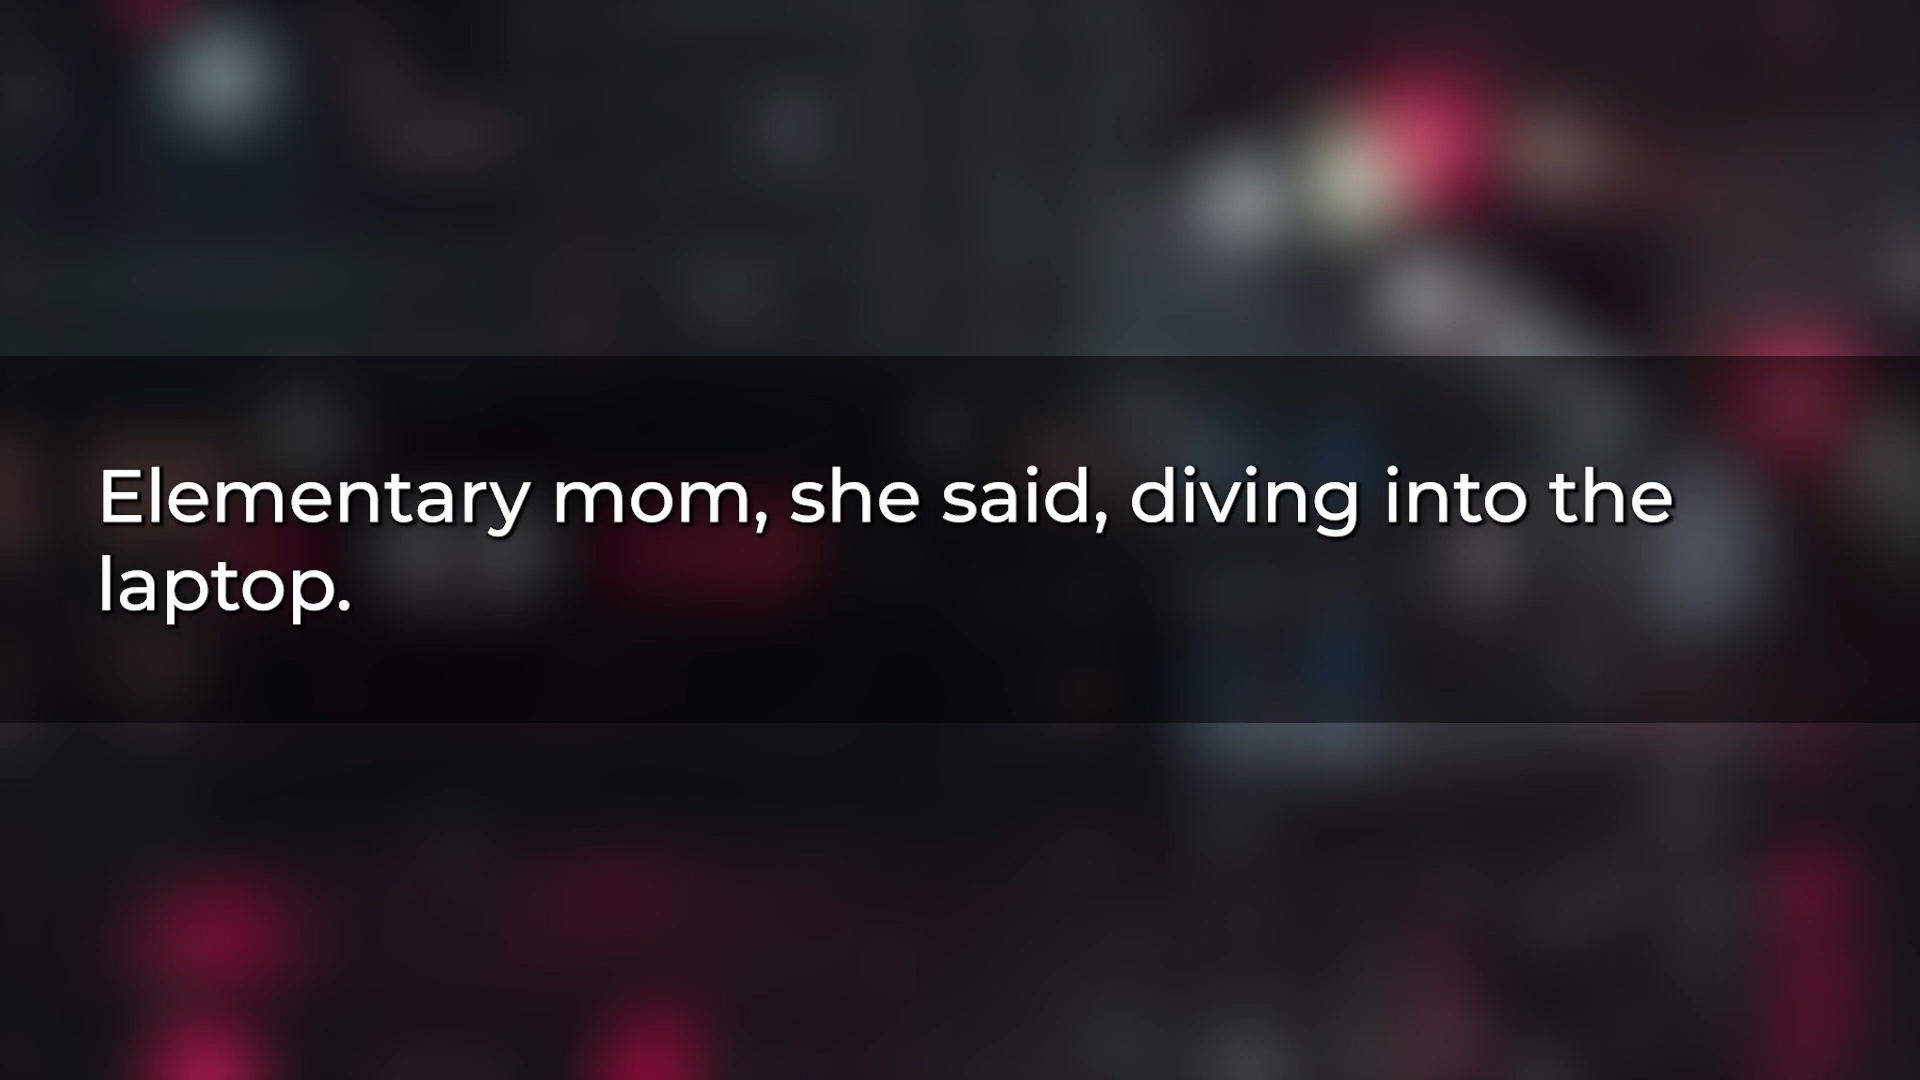 Elementary mom, she said, diving into the
laptop.